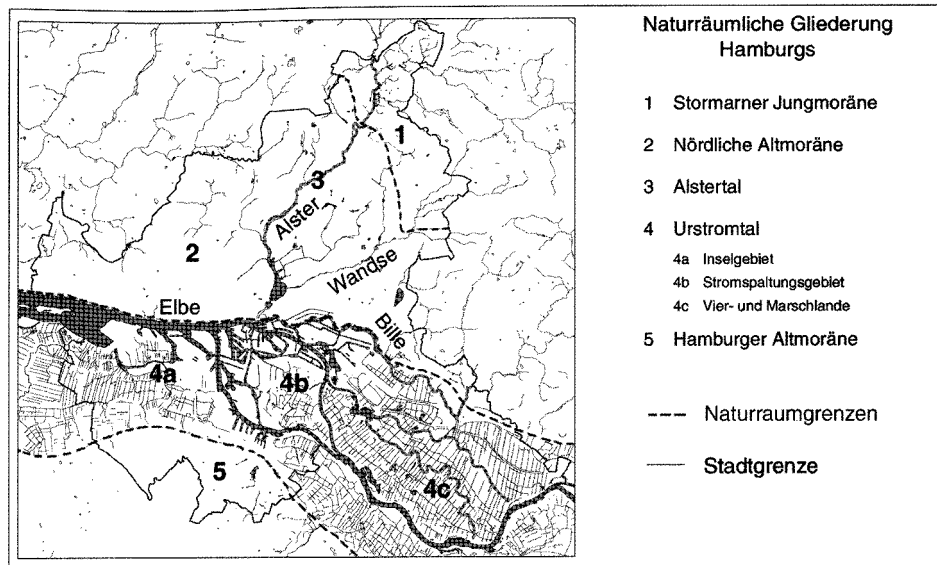 Naturräumliche Gliederung
Hamburgs
1 Stormarner Jungmoräne
2 Nördliche Altmoräne
3 Alstertal
4 Urstromtal
4a Inselgebiet
4b Stromspaltungsgebiet
4c Vier- und Marschlande
5 Hamburger Altmoräne
Naturraumgrenzen
Stadtgrenze
1
3
Alster
2
Wandse
Elbe
Bille
4a
4b
5
4c